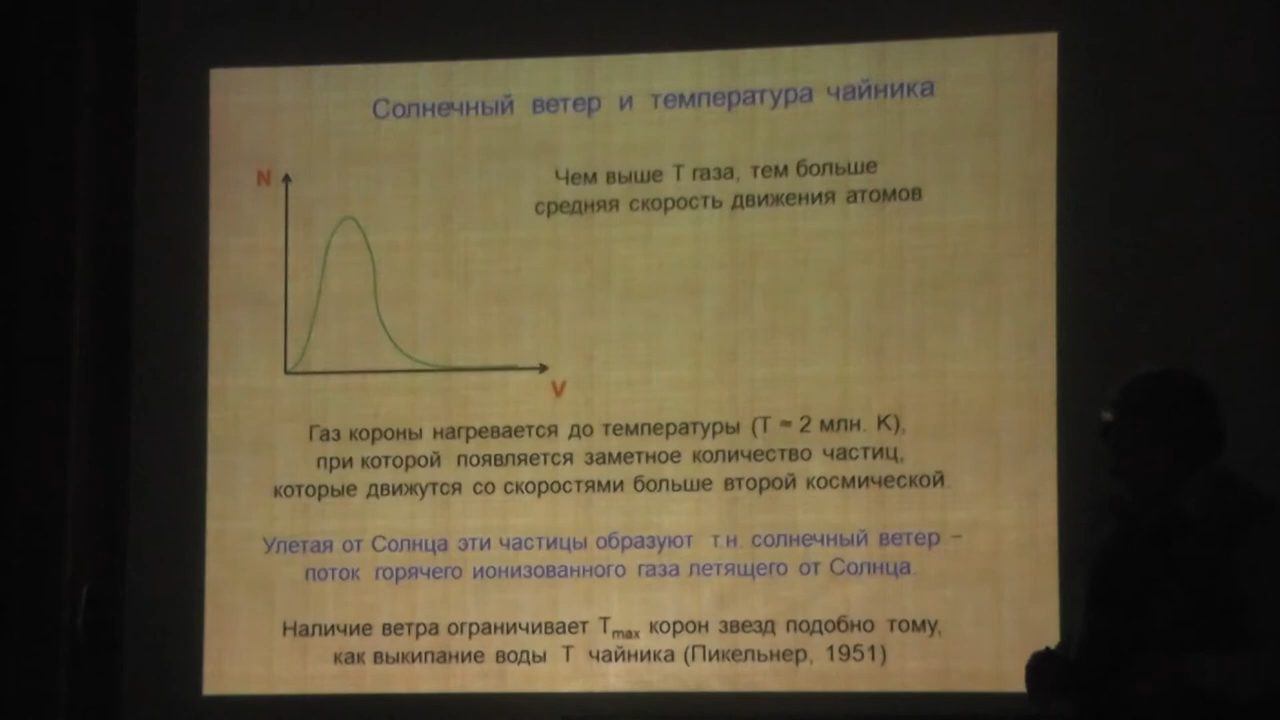 Солнечный ветер и температура чайника
N
Чем выше Т газа, тем больше
средняя скорость движения атомов
V
Газ короны нагревается до температуры (Т ≈ 2 млн. К),
при которой появляется заметное количество частиц,
которые движутся со скоростями больше второй космической.
Улетая от Солнца эти частицы образуют т.н. солнечный ветер –
поток горячего ионизованного газа летящего от Солнца.
Наличие ветра ограничивает Tmax корон звезд подобно тому,
как выкипание воды Т чайника (Пикельнер, 1951)